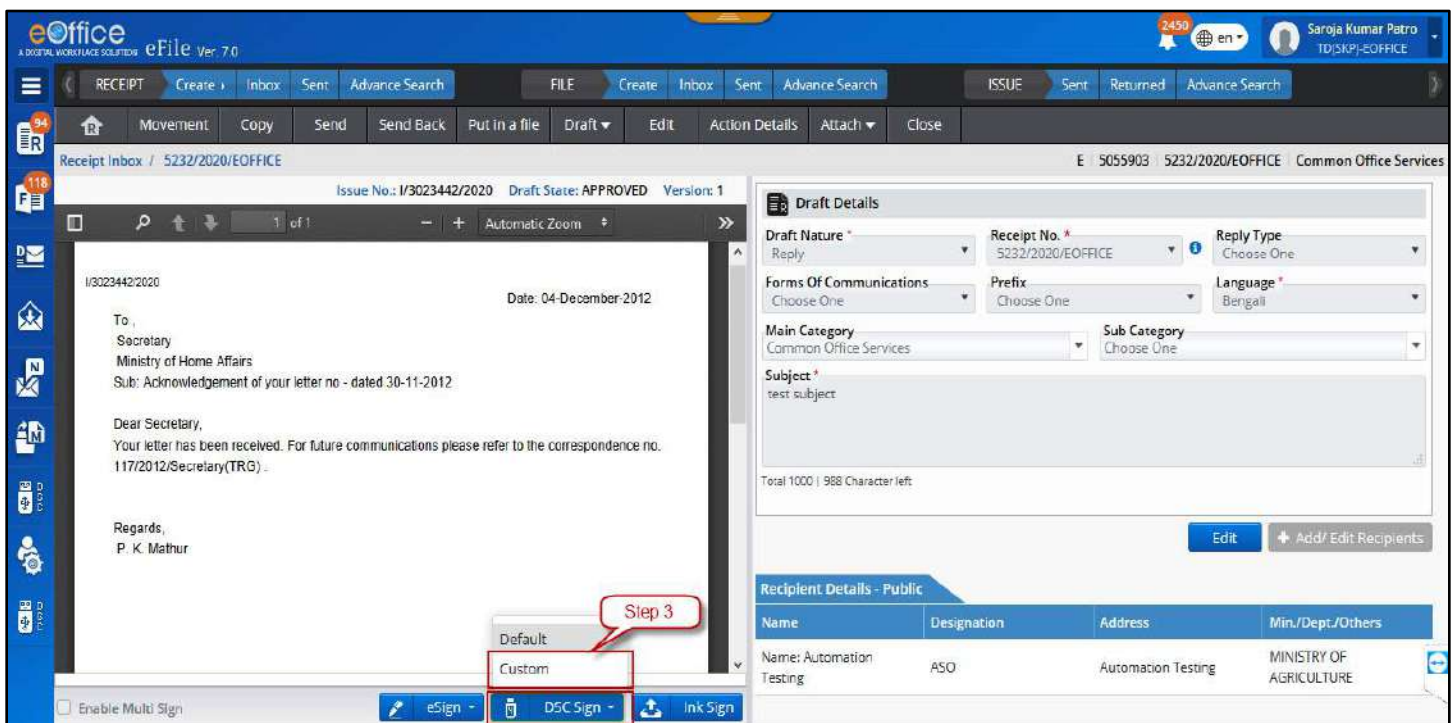 eOffice
A DIGITAL WORKPLACE SOLUTION eFile Ver. 7.0
2450 en Saroja Kumar Patro
TD(SKP)-EOFFICE
RECEIPT Create Inbox Sent Advance Search FILE Create Inbox Sent Advance Search ISSUE Sent Returned Advance Search
94 R Movement Copy Send Send Back Put in a file Draft Edit Action Details Attach Close
Receipt Inbox / 5232/2020/EOFFICE E 5055903 5232/2020/EOFFICE Common Office Services
118
Issue No.: I/3023442/2020 Draft State: APPROVED Version: 1
1 of 1 − + Automatic Zoom
I/3023442/2020
Date: 04-December-2012
To ,
Secretary
Ministry of Home Affairs
Sub: Acknowledgement of your letter no - dated 30-11-2012
Dear Secretary,
Your letter has been received. For future communications please refer to the correspondence no.
117/2012/Secretary(TRG) .
Regards,
P. K. Mathur
Step 3
Default
Custom
Enable Multi Sign eSign DSC Sign Ink Sign
Draft Details
Draft Nature * Receipt No. * Reply Type
Reply 5232/2020/EOFFICE Choose One
Forms Of Communications Prefix Language *
Choose One Choose One Bengali
Main Category Sub Category
Common Office Services Choose One
Subject *
test subject
Total 1000 | 988 Character left
Edit + Add/ Edit Recipients
Recipient Details - Public
Name Designation Address Min./Dept./Others
Name: Automation Testing ASO Automation Testing MINISTRY OF AGRICULTURE